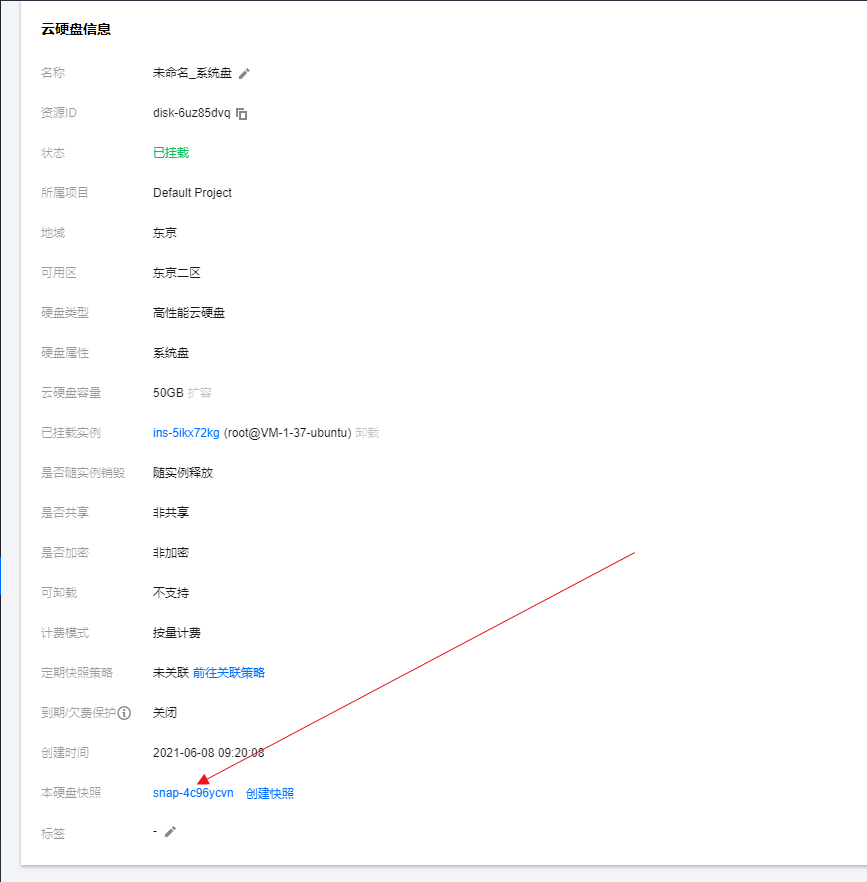 云硬盘信息
名称 未命名_系统盘
资源ID disk-6uz85dvq
状态 已挂载
所属项目 Default Project
地域 东京
可用区 东京二区
硬盘类型 高性能云硬盘
硬盘属性 系统盘
云硬盘容量 50GB 扩容
已挂载实例 ins-5ikx72kg (root@VM-1-37-ubuntu) 卸载
是否随实例销毁 随实例释放
是否共享 非共享
是否加密 非加密
可卸载 不支持
计费模式 按量计费
定期快照策略 未关联 前往关联策略
到期/欠费保护 关闭
创建时间 2021-06-08 09:20:08
本硬盘快照 snap-4c96ycvn 创建快照
标签 -